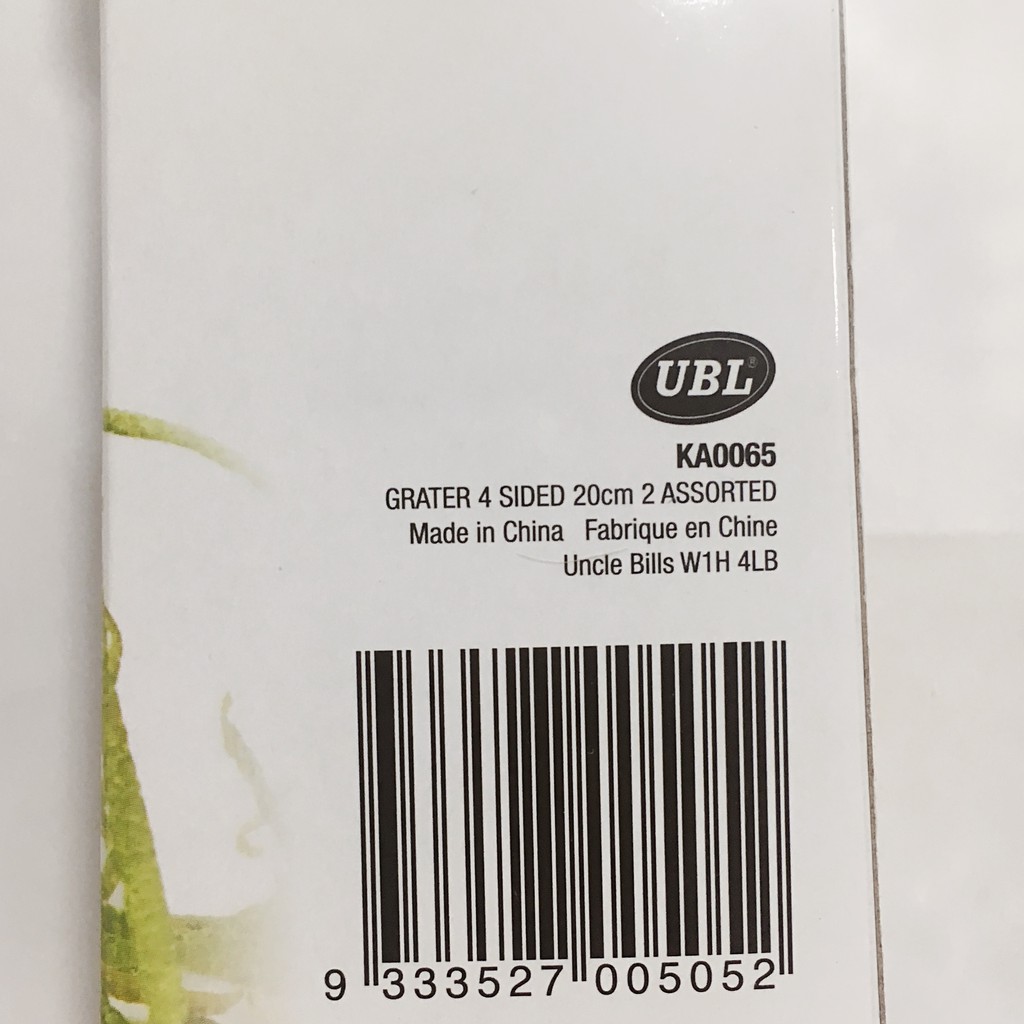 UBL®
KA0065
GRATER 4 SIDED 20cm 2 ASSORTED
Made in China Fabrique en Chine
Uncle Bills W1H 4LB
9 333527 005052